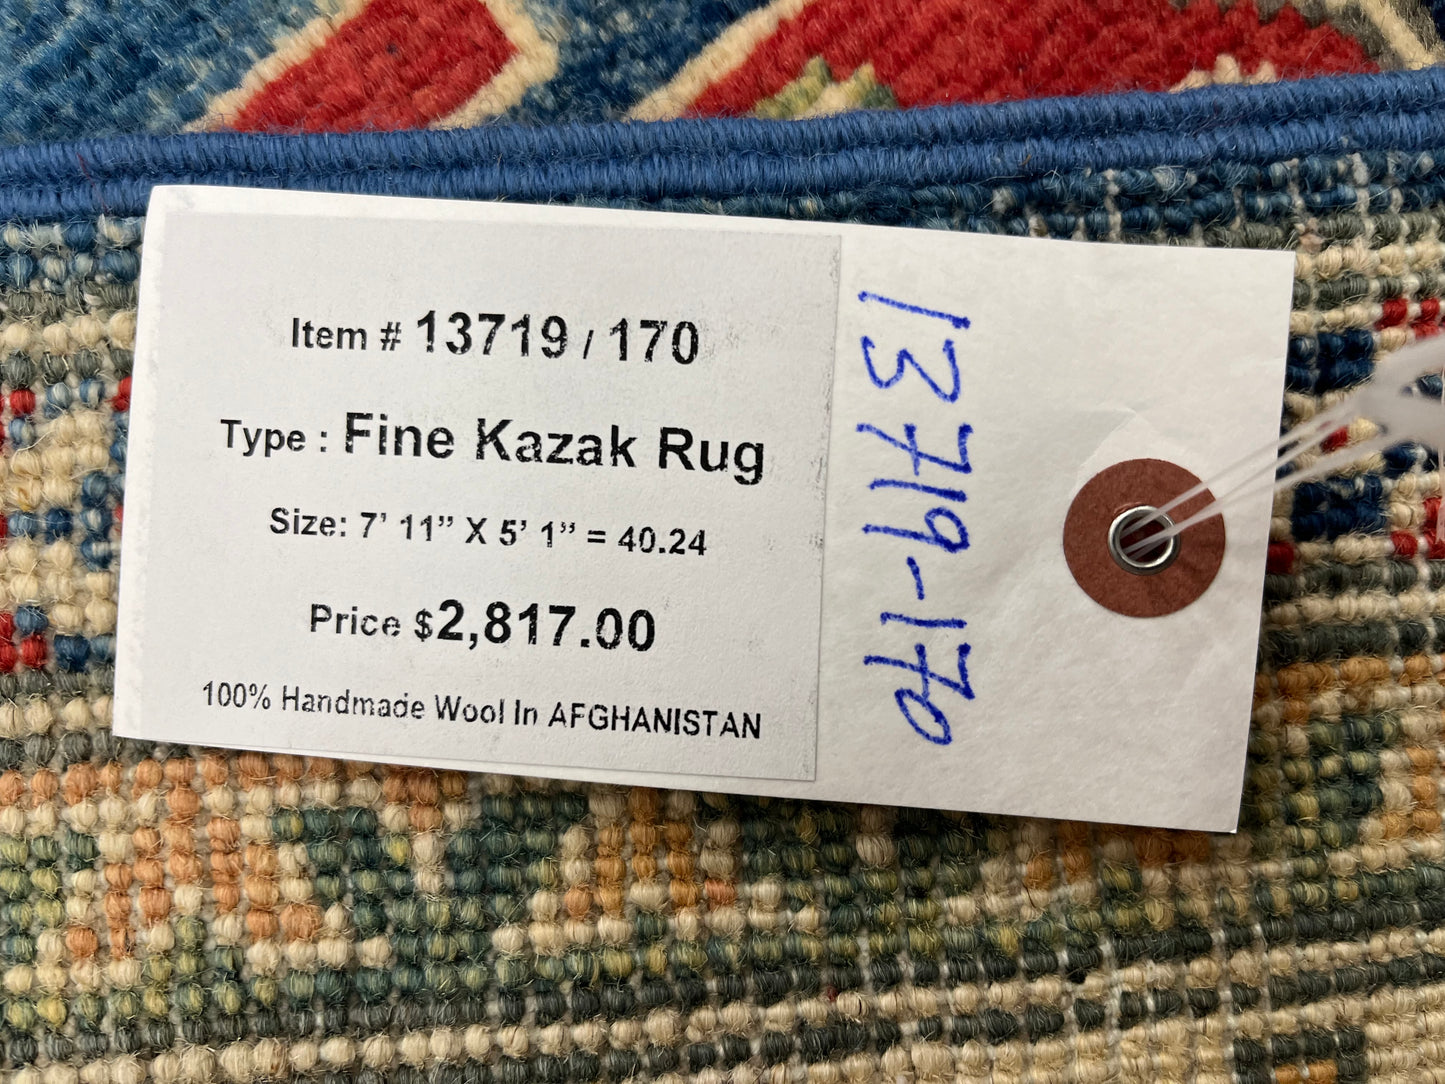 Item # 13719 / 170
Type : Fine Kazak Rug
Size: 7’ 11” X 5’ 1” = 40.24
Price $2,817.00
100% Handmade Wool In AFGHANISTAN
13719-170